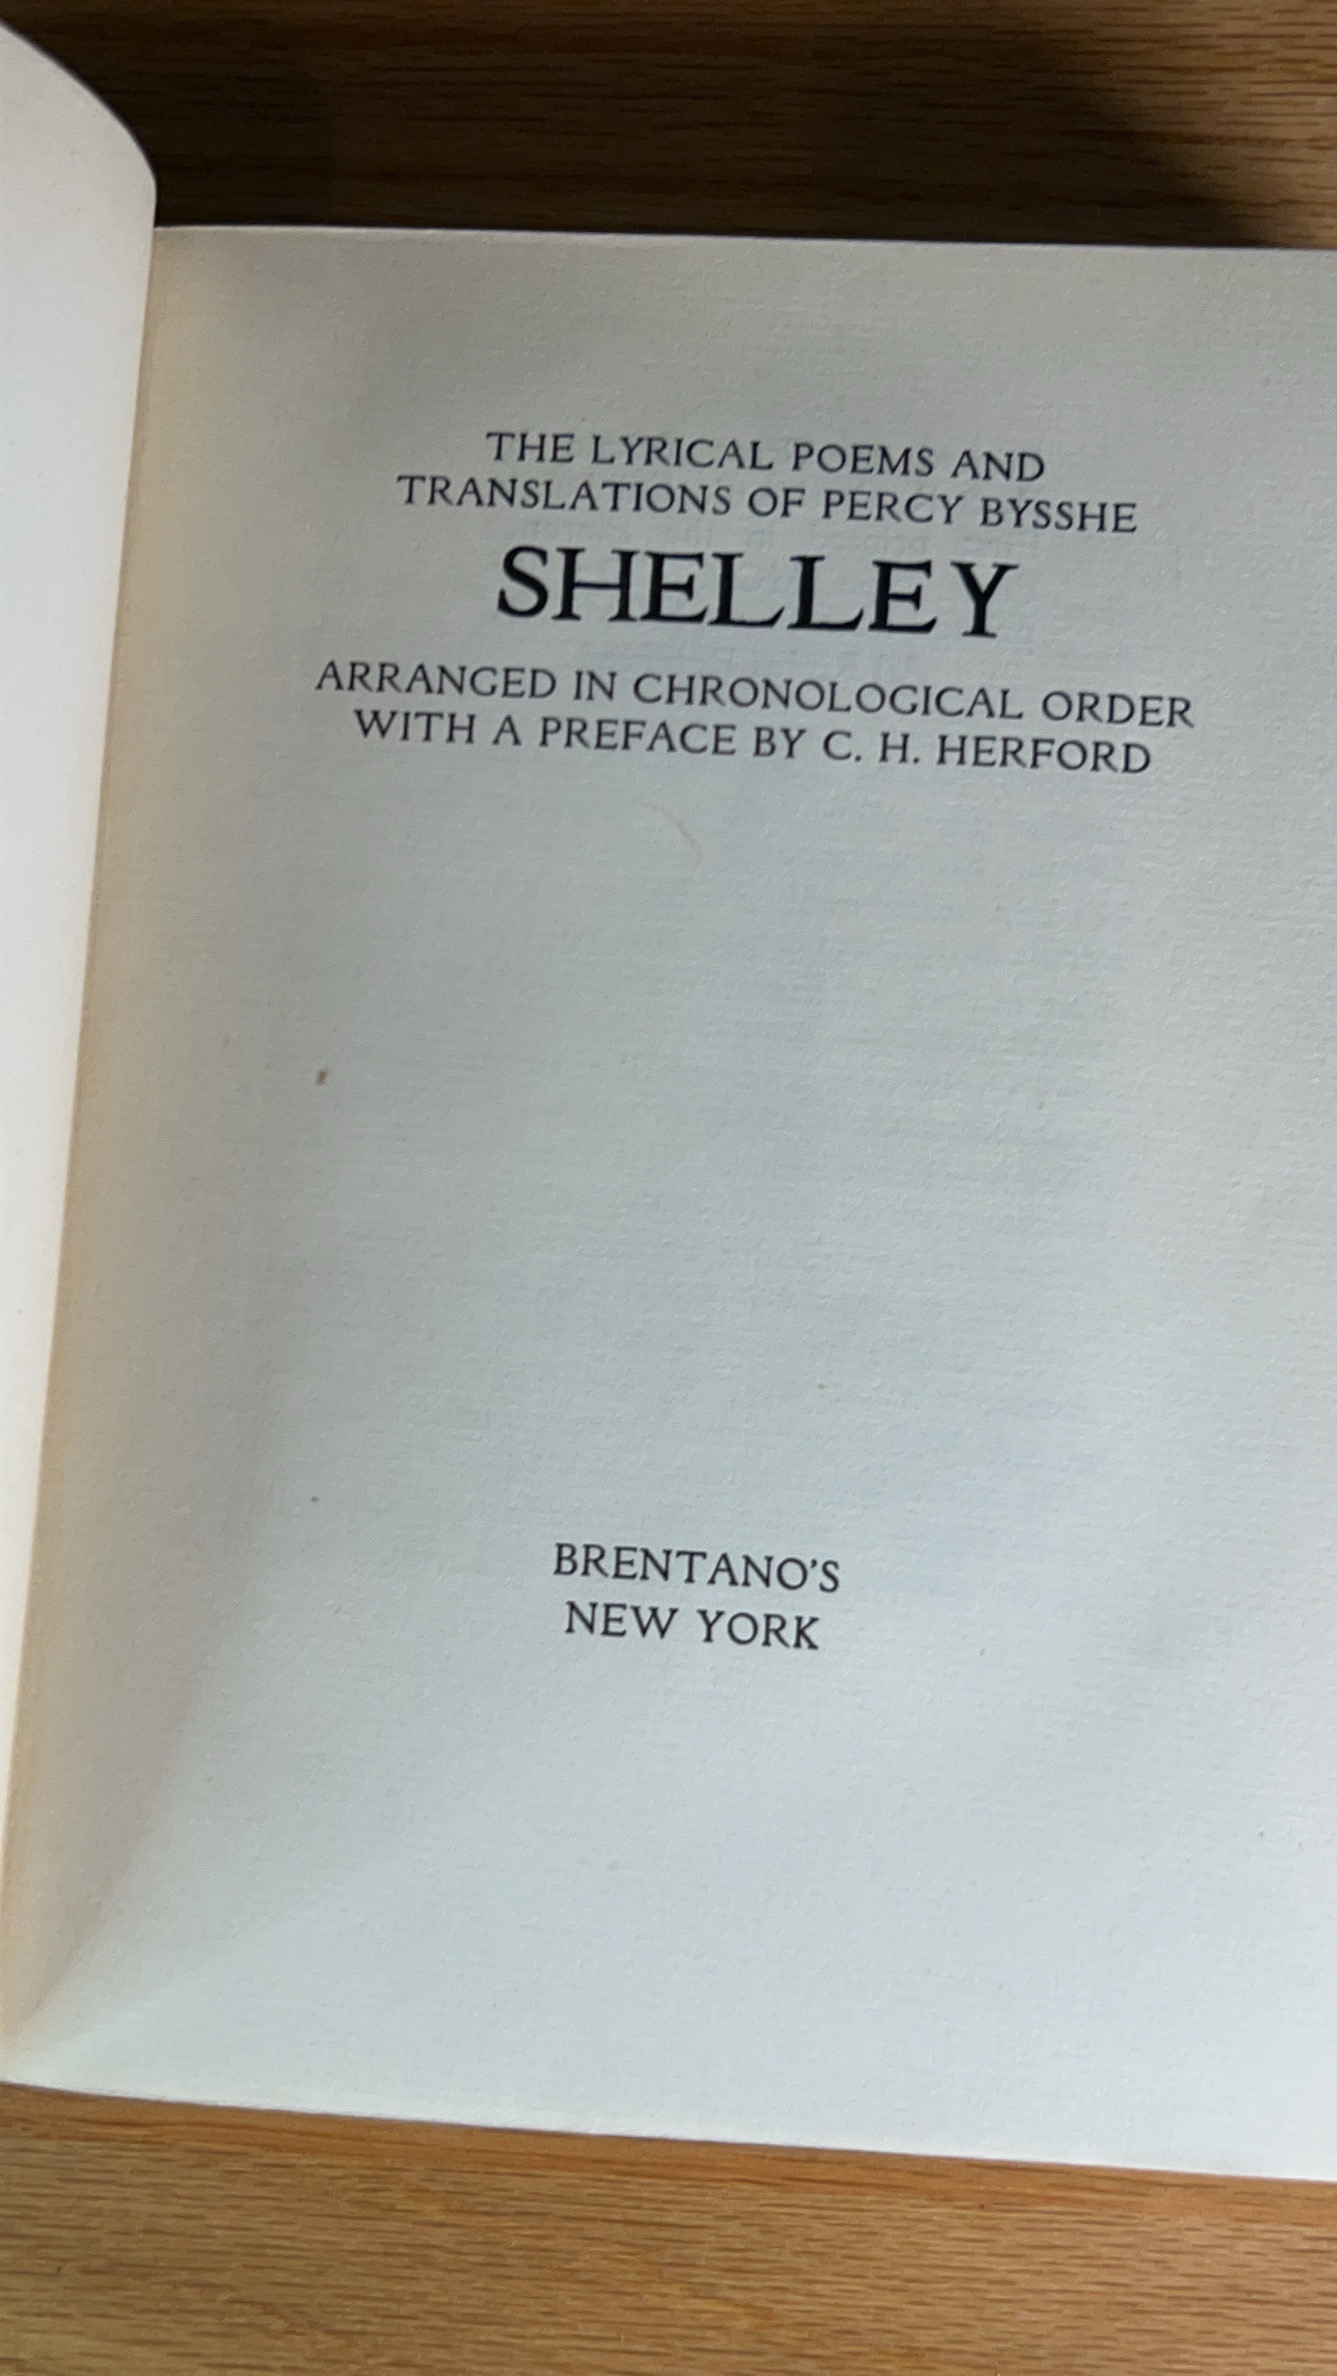 THE LYRICAL POEMS AND
TRANSLATIONS OF PERCY BYSSHE
SHELLEY
ARRANGED IN CHRONOLOGICAL ORDER
WITH A PREFACE BY C. H. HERFORD
BRENTANO'S
NEW YORK